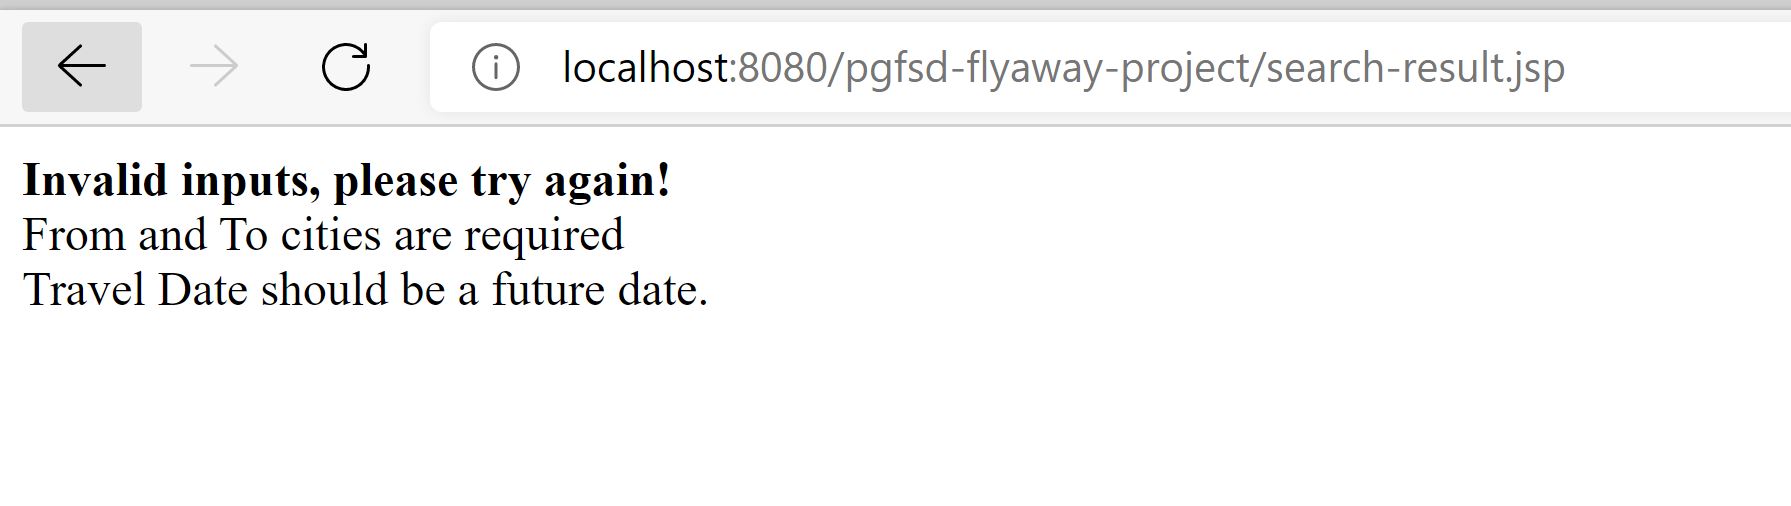 localhost:8080/pgfsd-flyaway-project/search-result.jsp
Invalid inputs, please try again!
From and To cities are required
Travel Date should be a future date.